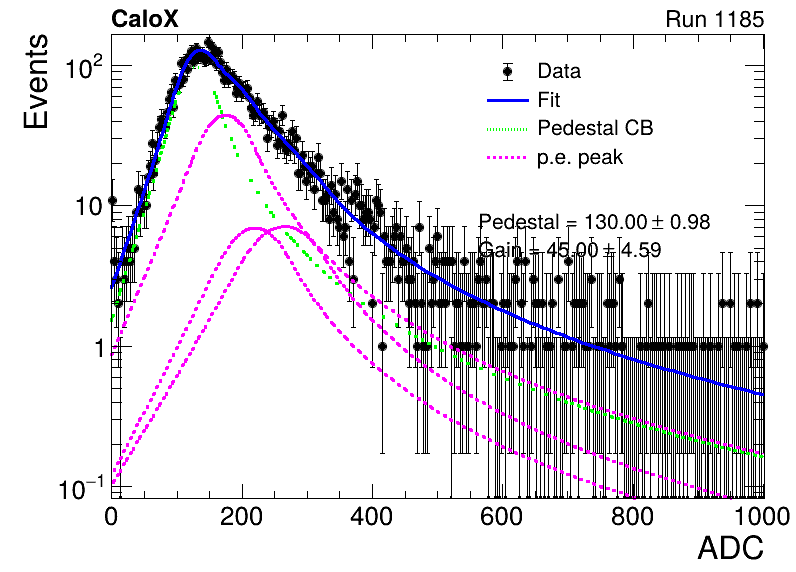 CaloX Run 1185
Events
Data
Fit
Pedestal CB
p.e. peak
Pedestal = 130.00 ± 0.98
Gain = 45.00 ± 4.59
10²
10
1
10⁻¹
0 200 400 600 800 1000
ADC